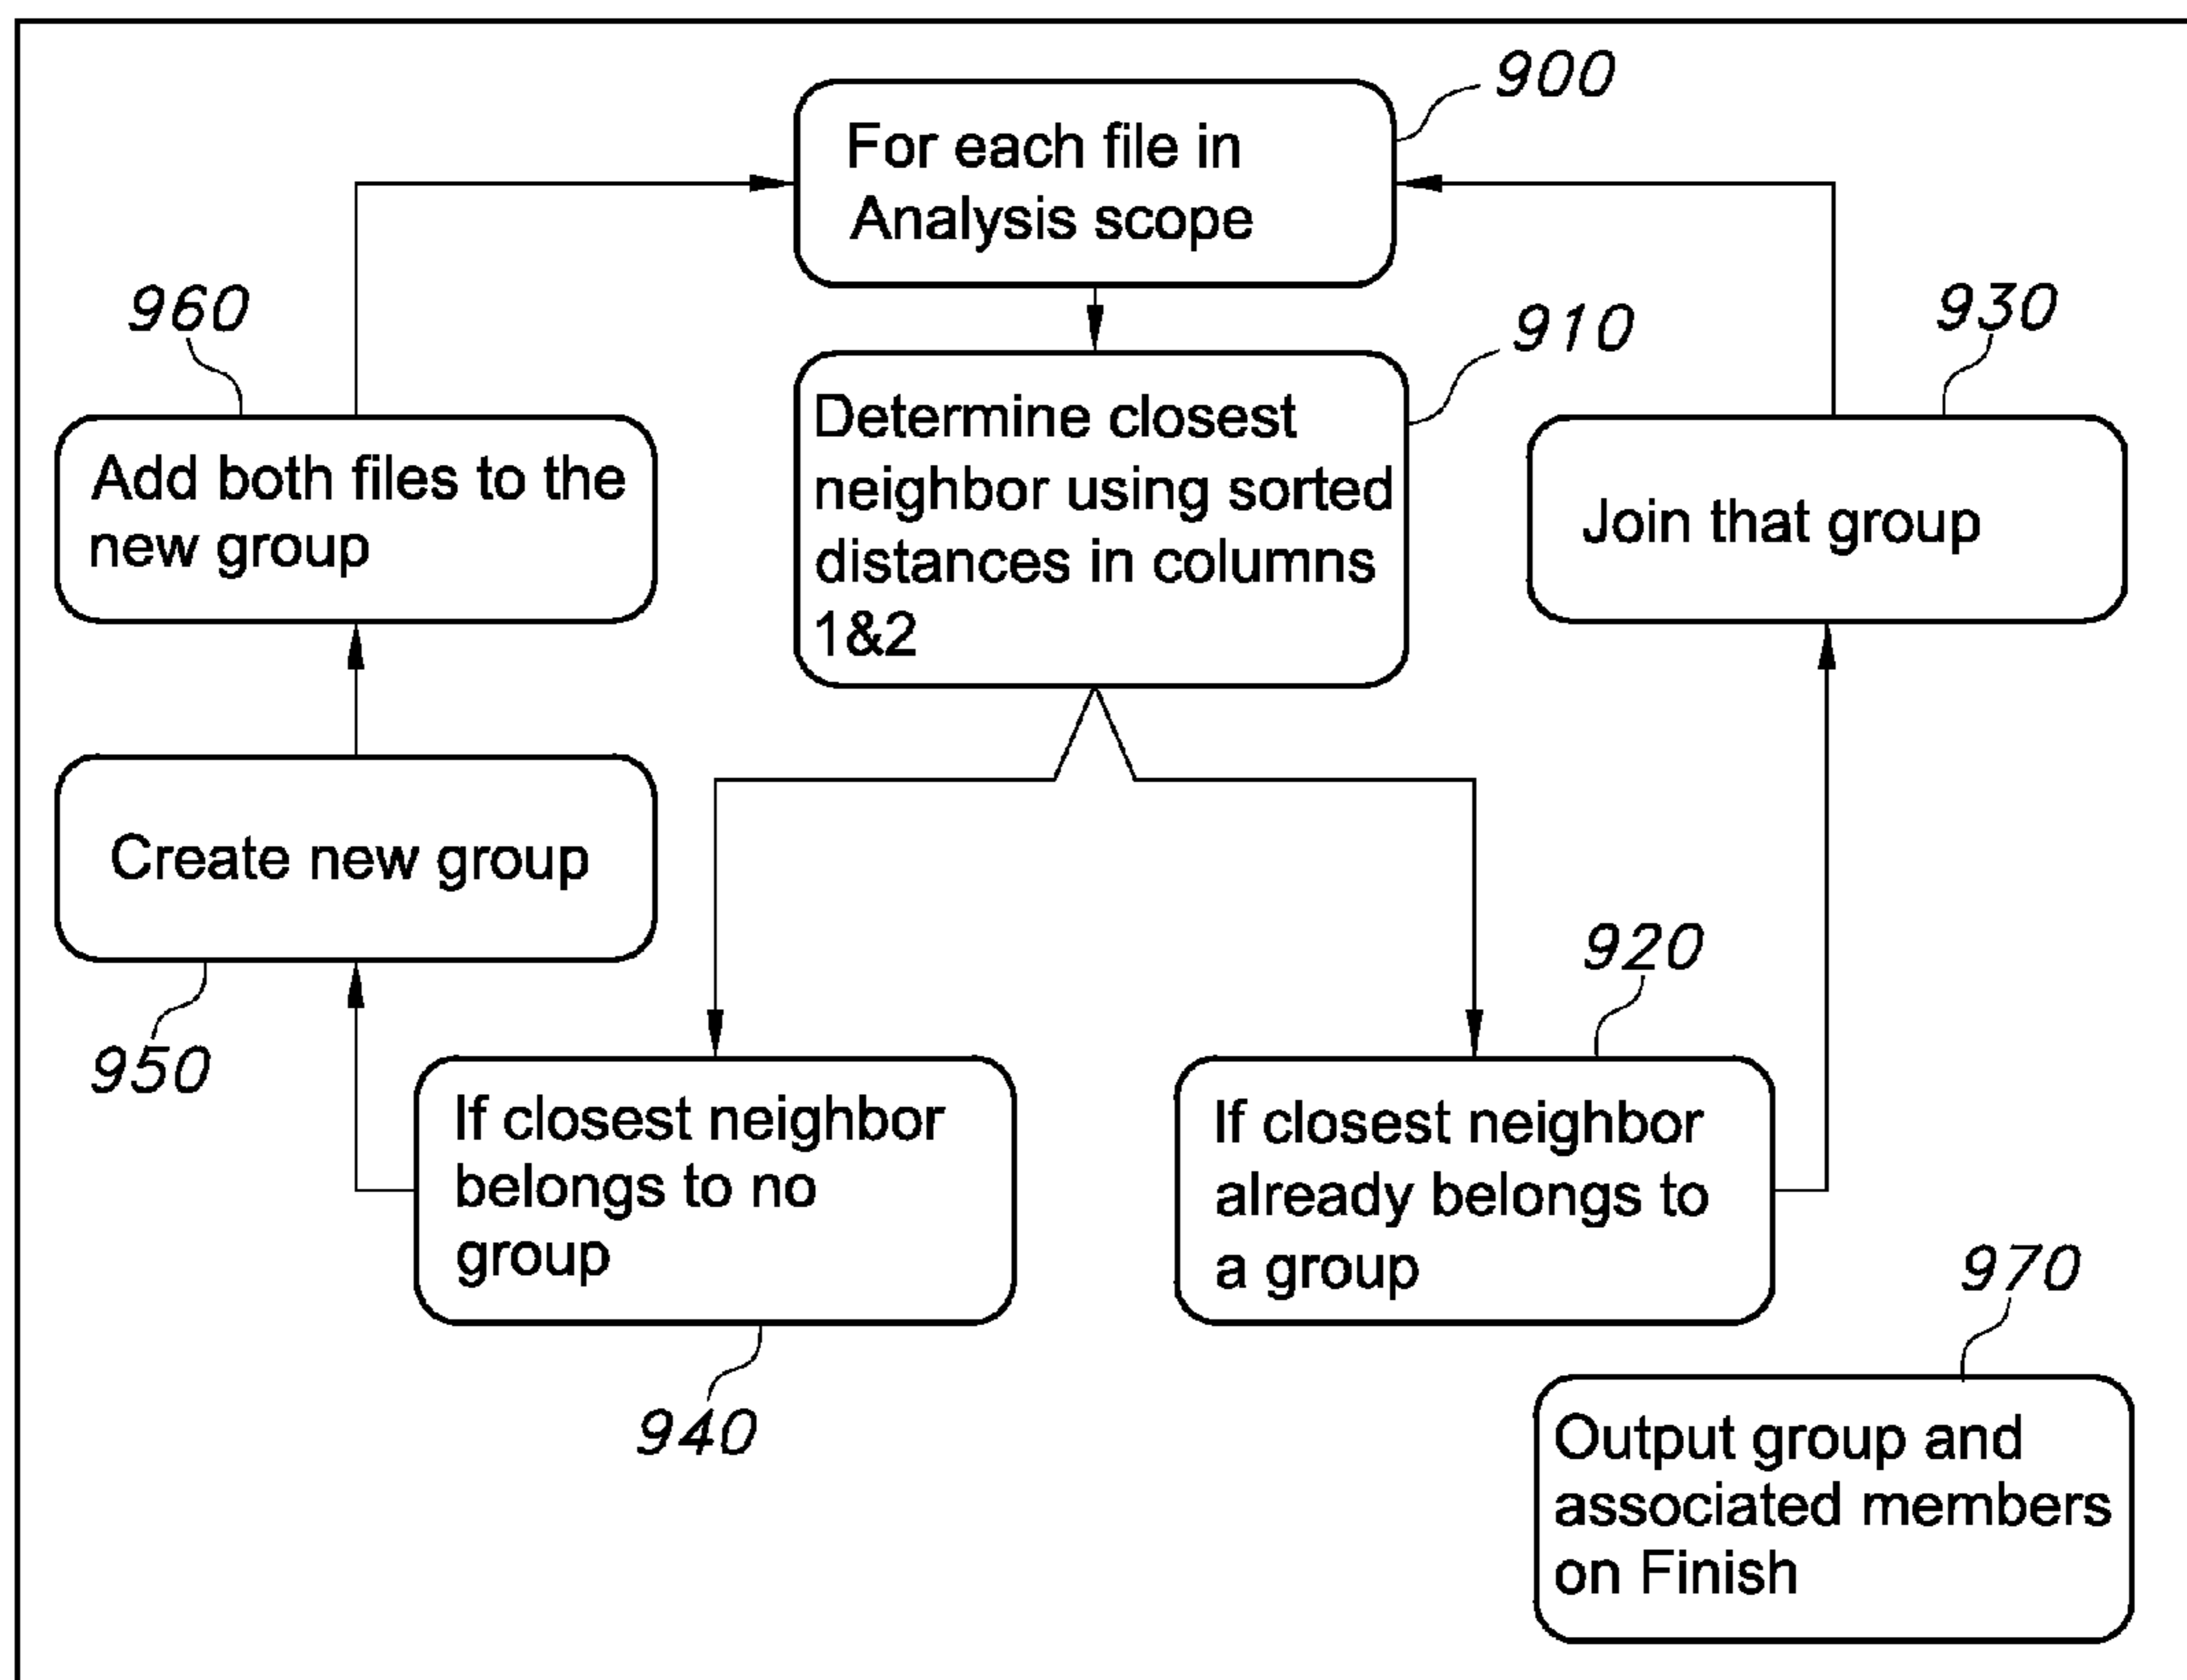 900
For each file in
Analysis scope
960
930
910
Add both files to the
new group
Determine closest
neighbor using sorted
distances in columns
1&2
Join that group
Create new group
950
920
If closest neighbor
belongs to no
group
940
If closest neighbor
already belongs to
a group
970
Output group and
associated members
on Finish